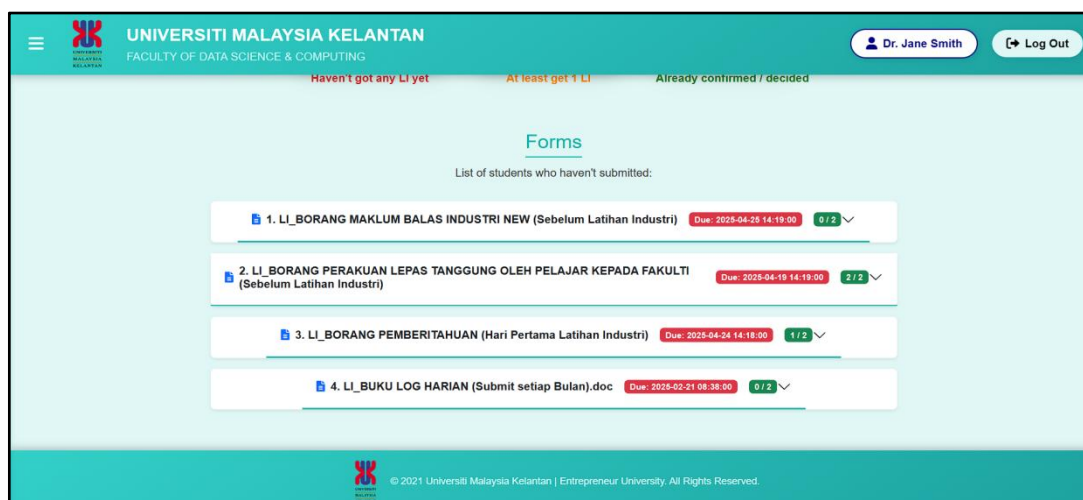 UNIVERSITI MALAYSIA KELANTAN
FACULTY OF DATA SCIENCE & COMPUTING
UNIVERSITI
MALAYSIA
KELANTAN
Dr. Jane Smith
Log Out
Haven't got any LI yet
At least get 1 LI
Already confirmed / decided
Forms
List of students who haven't submitted:
1. LI_BORANG MAKLUM BALAS INDUSTRI NEW (Sebelum Latihan Industri) Due: 2025-04-25 14:19:00 0 / 2
2. LI_BORANG PERAKUAN LEPAS TANGGUNG OLEH PELAJAR KEPADA FAKULTI
(Sebelum Latihan Industri) Due: 2025-04-19 14:19:00 2 / 2
3. LI_BORANG PEMBERITAHUAN (Hari Pertama Latihan Industri) Due: 2025-04-24 14:18:00 1 / 2
4. LI_BUKU LOG HARIAN (Submit setiap Bulan).doc Due: 2025-02-21 08:38:00 0 / 2
UNIVERSITI
MALAYSIA
© 2021 Universiti Malaysia Kelantan | Entrepreneur University. All Rights Reserved.